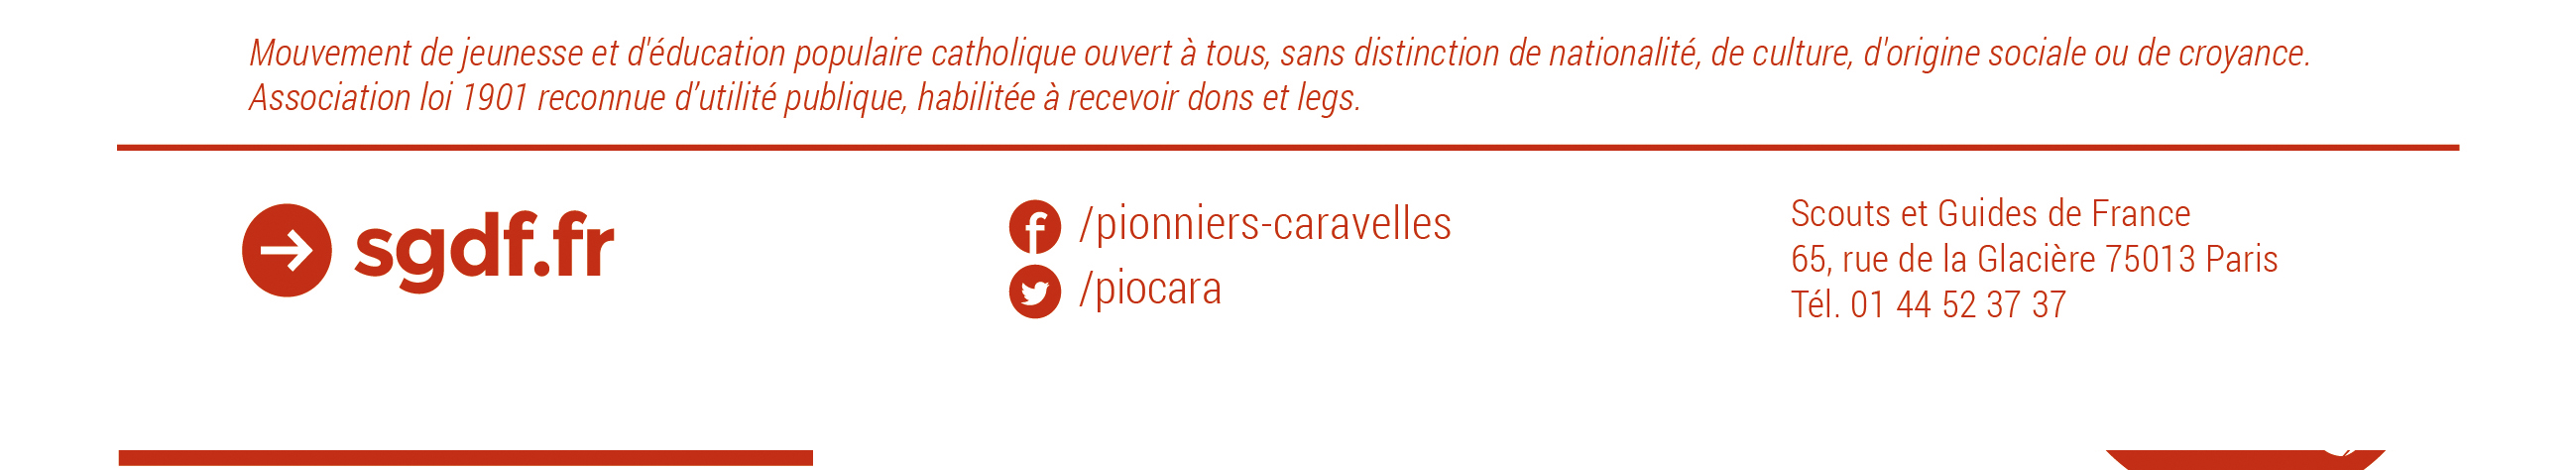 Mouvement de jeunesse et d'éducation populaire catholique ouvert à tous, sans distinction de nationalité, de culture, d'origine sociale ou de croyance.
Association loi 1901 reconnue d’utilité publique, habilitée à recevoir dons et legs.
sgdf.fr
/pionniers-caravelles
/piocara
Scouts et Guides de France
65, rue de la Glacière 75013 Paris
Tél. 01 44 52 37 37